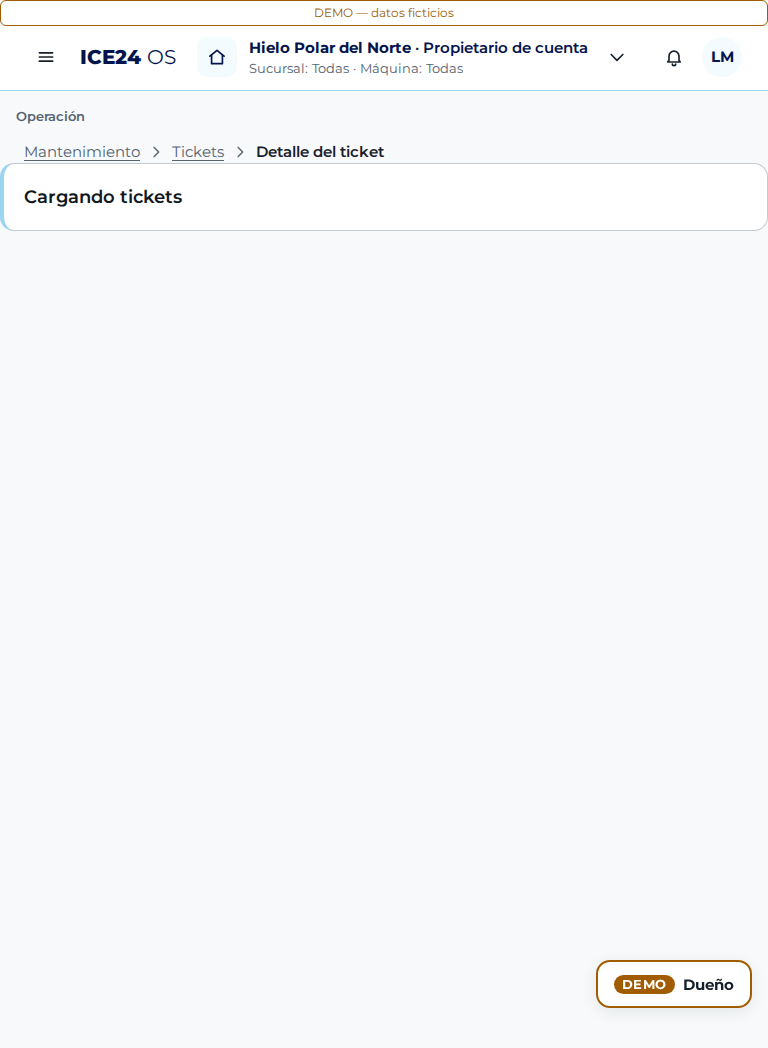 DEMO — datos ficticios
ICE24 OS
Hielo Polar del Norte · Propietario de cuenta
Sucursal: Todas · Máquina: Todas
LM
Operación
Mantenimiento > Tickets > Detalle del ticket
Cargando tickets
DEMO Dueño